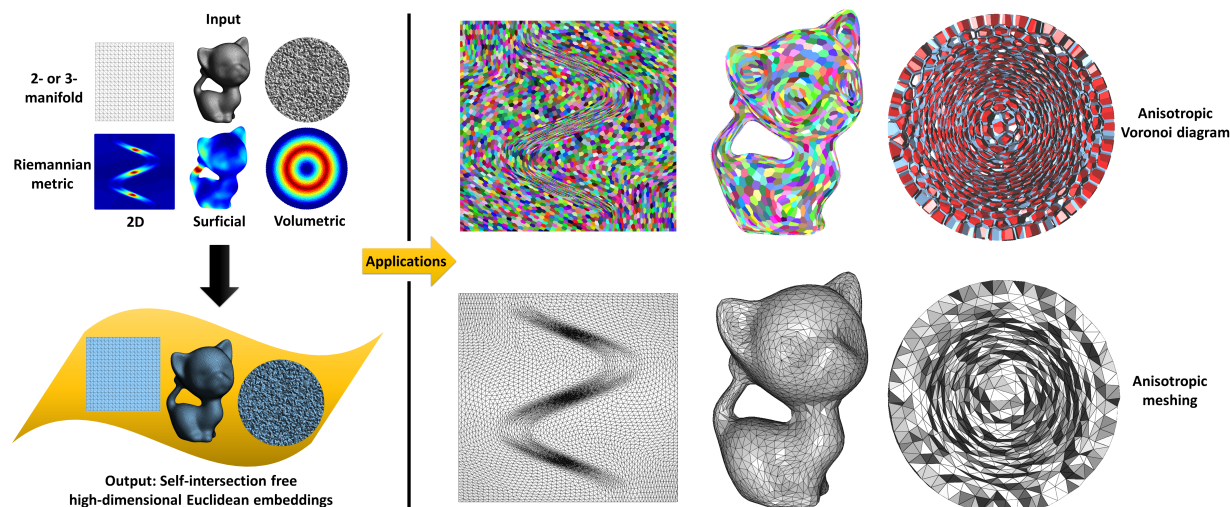 Input
2- or 3-
manifold
Riemannian
metric
2D
Surficial
Volumetric
Output: Self-intersection free
high-dimensional Euclidean embeddings
Applications
Anisotropic
Voronoi diagram
Anisotropic
meshing